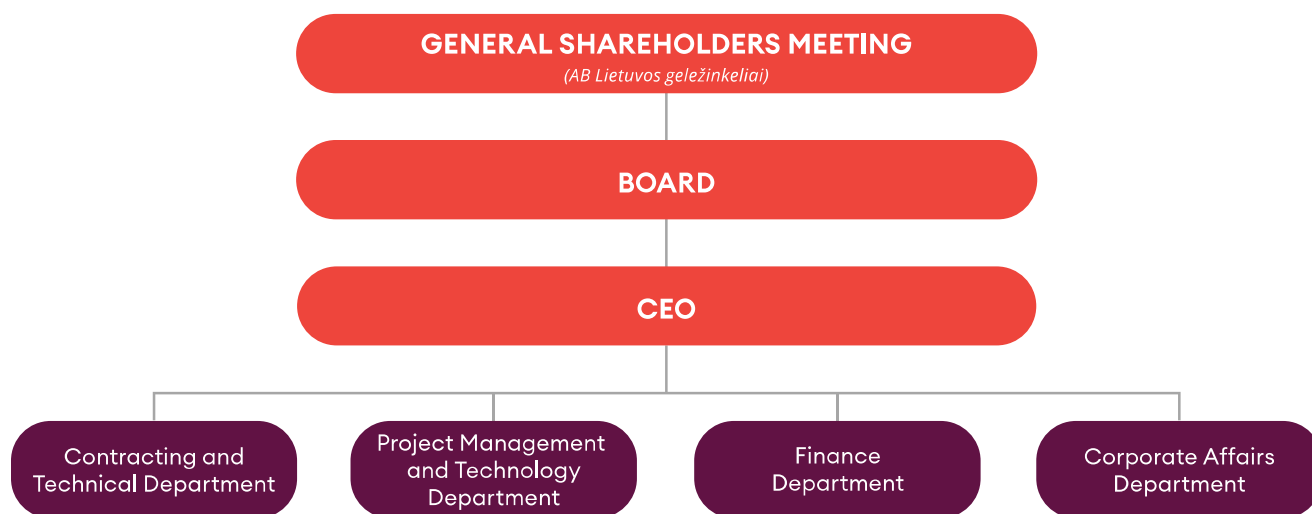 GENERAL SHAREHOLDERS MEETING
(AB Lietuvos geležinkeliai)
BOARD
CEO
Contracting and
Technical Department
Project Management
and Technology
Department
Finance
Department
Corporate Affairs
Department